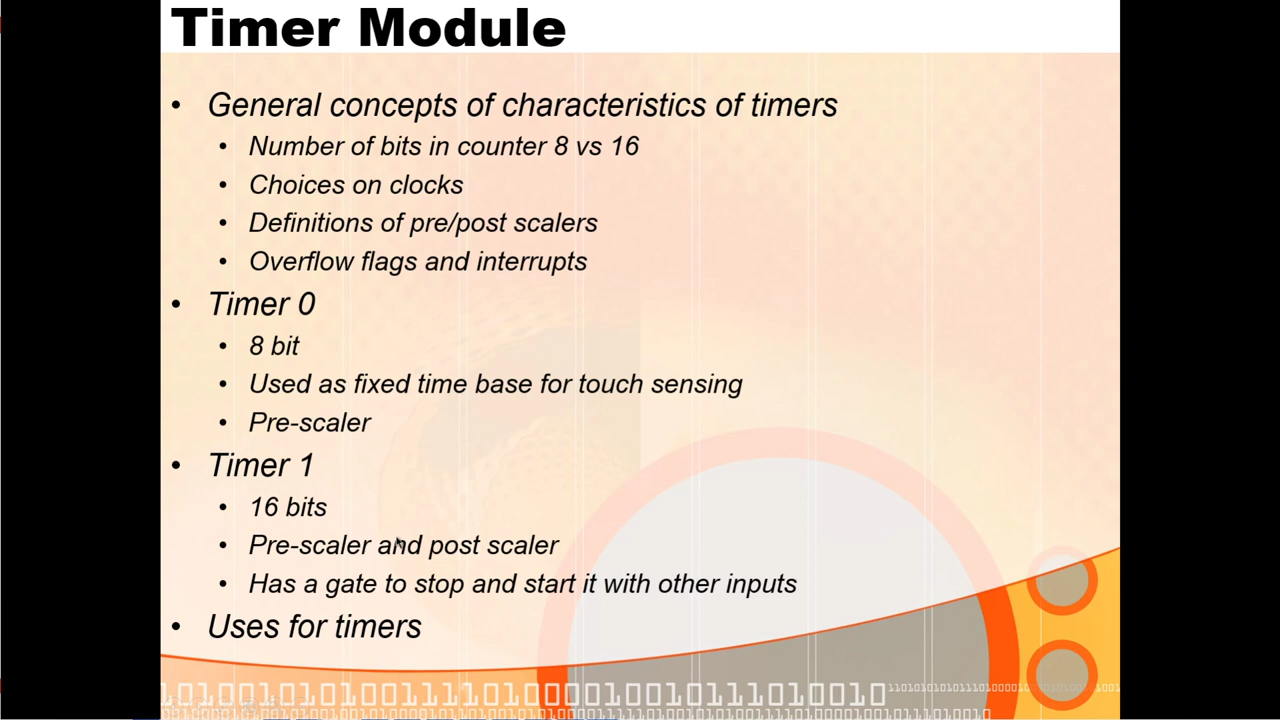 Timer Module
• General concepts of characteristics of timers
• Number of bits in counter 8 vs 16
• Choices on clocks
• Definitions of pre/post scalers
• Overflow flags and interrupts
• Timer 0
• 8 bit
• Used as fixed time base for touch sensing
• Pre-scaler
• Timer 1
• 16 bits
• Pre-scaler and post scaler
• Has a gate to stop and start it with other inputs
• Uses for timers